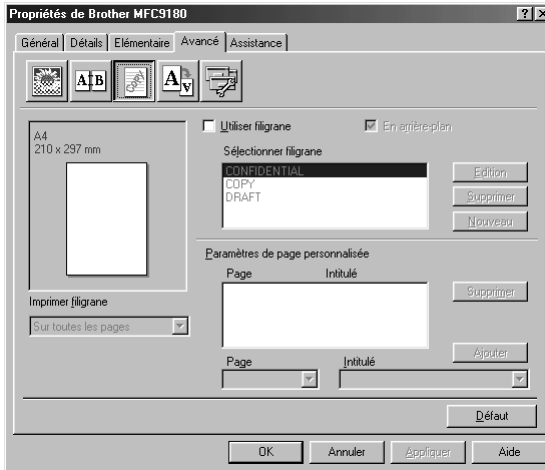 Propriétés de Brother MFC9180
Général Détails Elémentaire Avancé Assistance
A4
210 x 297 mm
Utiliser filigrane En arrière-plan
Sélectionner filigrane
CONFIDENTIAL
COPY
DRAFT
Edition
Supprimer
Nouveau
Imprimer filigrane
Sur toutes les pages
Paramètres de page personnalisée
Page Intitulé
Supprimer
Ajouter
Page Intitulé
Défaut
OK Annuler Appliquer Aide